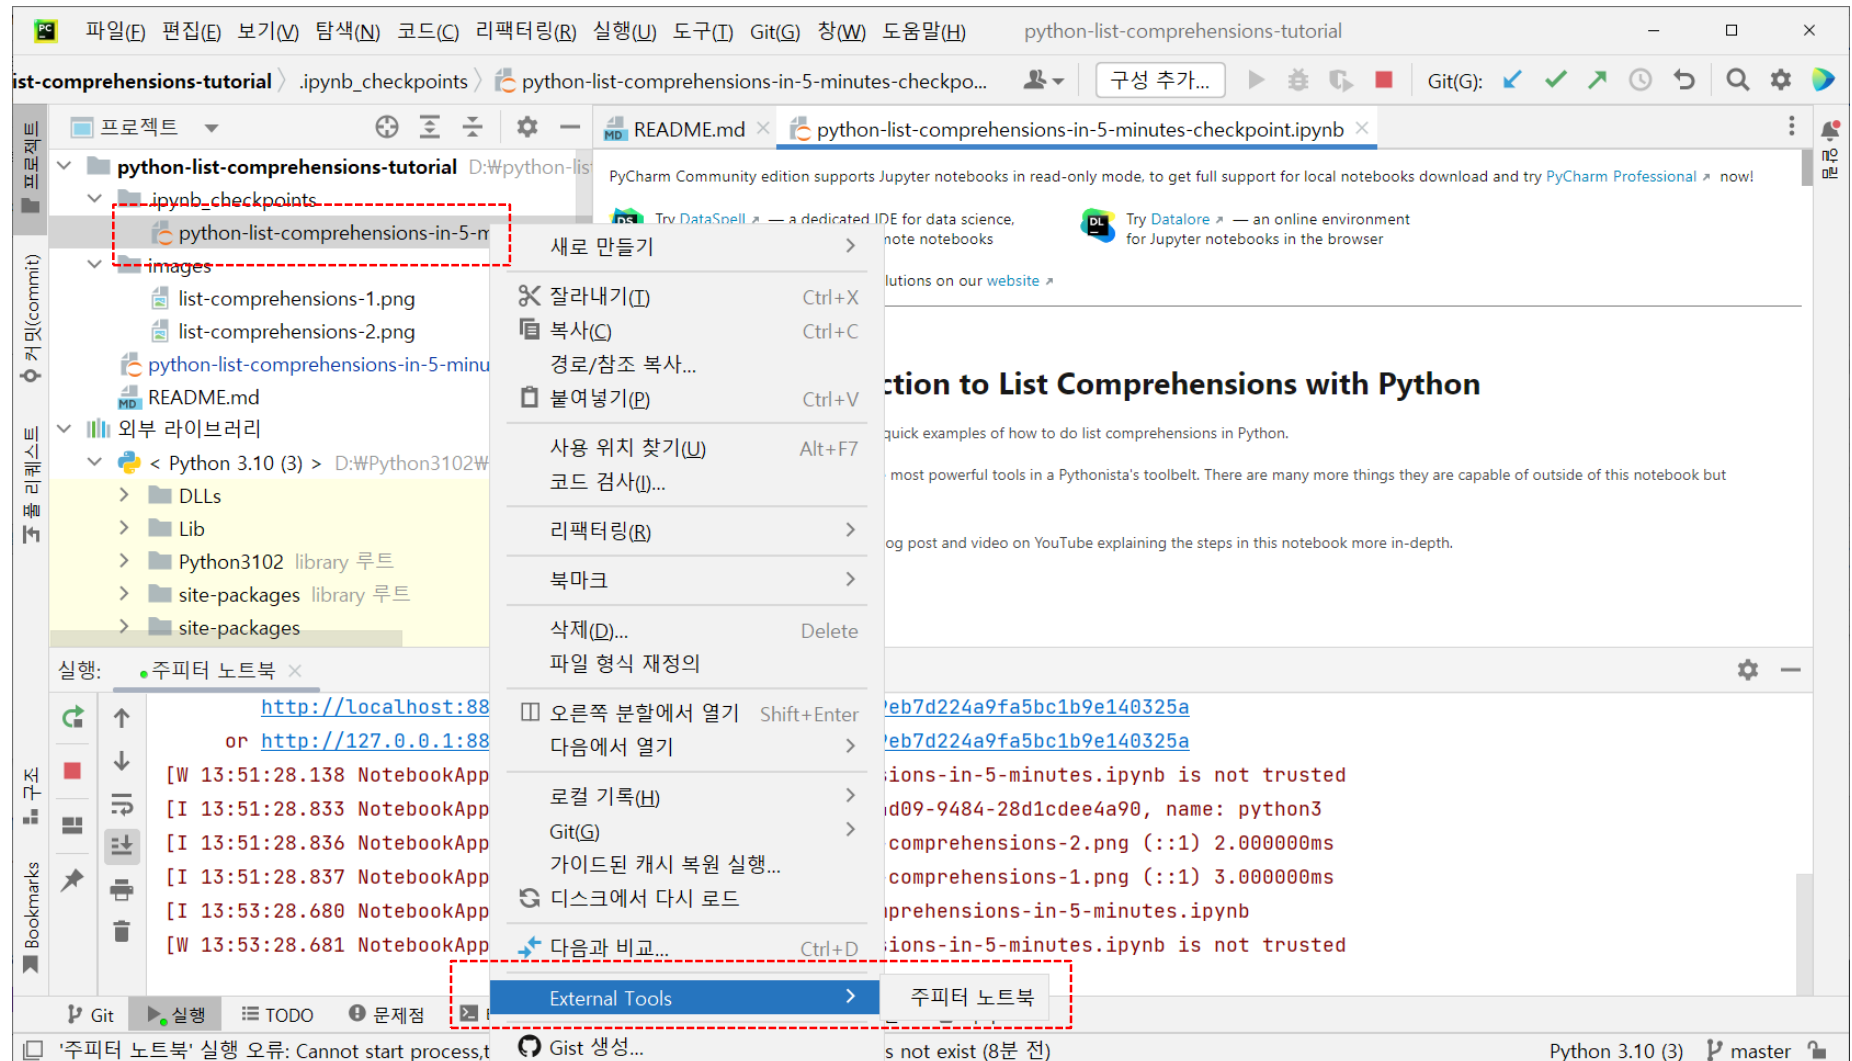 파일(F) 편집(E) 보기(V) 탐색(N) 코드(C) 리팩터링(R) 실행(U) 도구(T) Git(G) 창(W) 도움말(H) python-list-comprehensions-tutorial
ist-comprehensions-tutorial .ipynb_checkpoints python-list-comprehensions-in-5-minutes-checkpo... 구성 추가... Git(G):
프로젝트
커밋(commit)
풀 리퀘스트
구조
Bookmarks
프로젝트
python-list-comprehensions-tutorial D:₩python-lis
.ipynb_checkpoints
python-list-comprehensions-in-5-m
images
list-comprehensions-1.png
list-comprehensions-2.png
python-list-comprehensions-in-5-minu
README.md
외부 라이브러리
< Python 3.10 (3) > D:₩Python3102₩
DLLs
Lib
Python3102 library 루트
site-packages library 루트
site-packages
README.md python-list-comprehensions-in-5-minutes-checkpoint.ipynb
알림
PyCharm Community edition supports Jupyter notebooks in read-only mode, to get full support for local notebooks download and try PyCharm Professional now!
Try DataSpell — a dedicated IDE for data science,
mote notebooks
Try Datalore — an online environment
for Jupyter notebooks in the browser
lutions on our website
ction to List Comprehensions with Python
quick examples of how to do list comprehensions in Python.
most powerful tools in a Pythonista's toolbelt. There are many more things they are capable of outside of this notebook but
og post and video on YouTube explaining the steps in this notebook more in-depth.
새로 만들기
잘라내기(T) Ctrl+X
복사(C) Ctrl+C
경로/참조 복사...
붙여넣기(P) Ctrl+V
사용 위치 찾기(U) Alt+F7
코드 검사(I)...
리팩터링(R)
북마크
삭제(D)... Delete
파일 형식 재정의
오른쪽 분할에서 열기 Shift+Enter
다음에서 열기
로컬 기록(H)
Git(G)
가이드된 캐시 복원 실행...
디스크에서 다시 로드
다음과 비교... Ctrl+D
External Tools 주피터 노트북
Gist 생성...
실행: 주피터 노트북
http://localhost:88 eb7d224a9fa5bc1b9e140325a
or http://127.0.0.1:88 eb7d224a9fa5bc1b9e140325a
[W 13:51:28.138 NotebookApp sions-in-5-minutes.ipynb is not trusted
[I 13:51:28.833 NotebookApp d09-9484-28d1cdee4a90, name: python3
[I 13:51:28.836 NotebookApp -comprehensions-2.png (::1) 2.000000ms
[I 13:51:28.837 NotebookApp -comprehensions-1.png (::1) 3.000000ms
[I 13:53:28.680 NotebookApp prehensions-in-5-minutes.ipynb
[W 13:53:28.681 NotebookApp sions-in-5-minutes.ipynb is not trusted
Git 실행 TODO 문제점
'주피터 노트북' 실행 오류: Cannot start process,t s not exist (8분 전) Python 3.10 (3) master